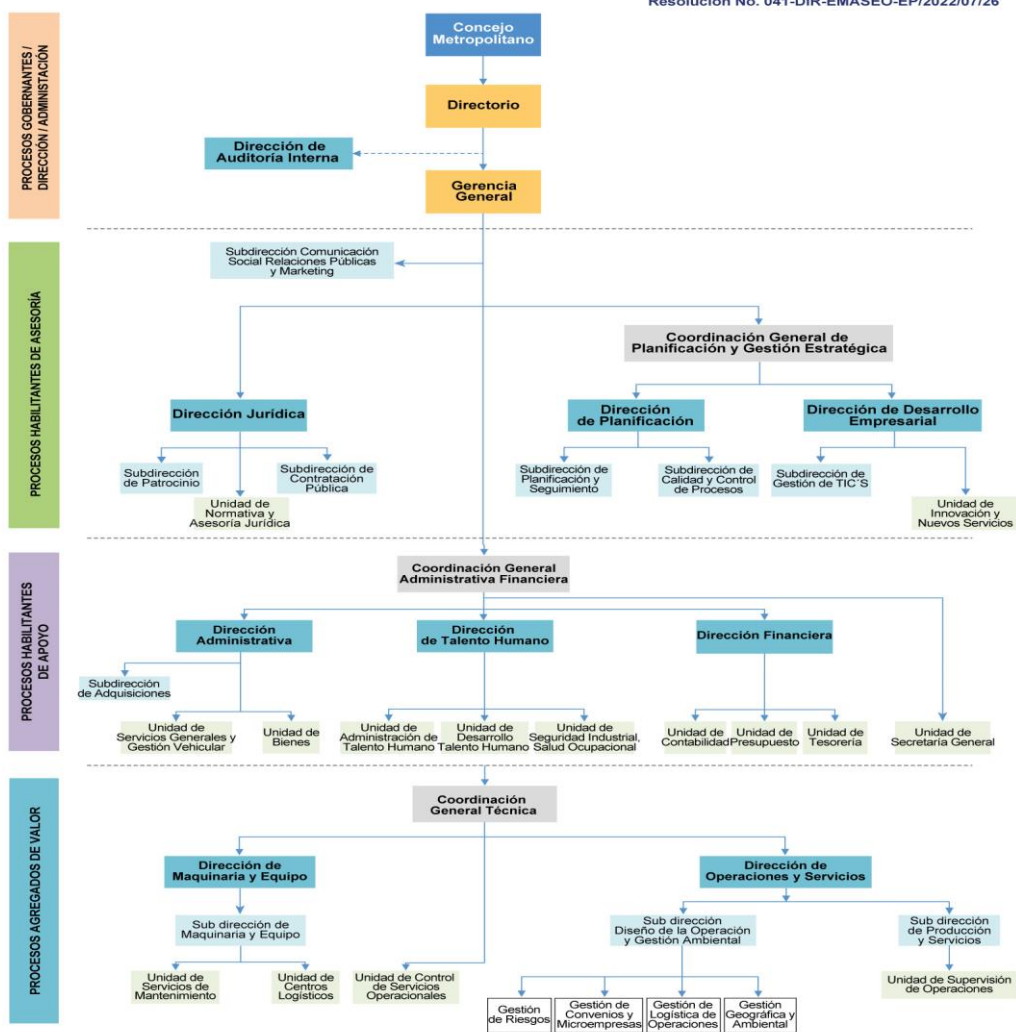 Resolución No. 041-DIR-EMASEO-EP/2022/07/26
PROCESOS GOBERNANTES /
DIRECCIÓN / ADMINISTACIÓN
Concejo
Metropolitano
Directorio
Dirección de
Auditoría Interna
Gerencia
General
PROCESOS HABILITANTES DE ASESORÍA
Subdirección Comunicación
Social Relaciones Públicas
y Marketing
Coordinación General de
Planificación y Gestión Estratégica
Dirección Jurídica
Dirección
de Planificación
Dirección de Desarrollo
Empresarial
Subdirección
de Patrocinio
Unidad de
Normativa y
Asesoría Jurídica
Subdirección de
Contratación
Pública
Subdirección de
Planificación y
Seguimiento
Subdirección de
Calidad y Control
de Procesos
Subdirección de
Gestión de TIC´S
Unidad de
Innovación y
Nuevos Servicios
PROCESOS HABILITANTES
DE APOYO
Coordinación General
Administrativa Financiera
Dirección
Administrativa
Dirección
de Talento Humano
Dirección Financiera
Subdirección
de Adquisiciones
Unidad de
Servicios Generales y
Gestión Vehicular
Unidad de
Bienes
Unidad de
Administración de
Talento Humano
Unidad de
Desarrollo
Talento Humano
Unidad de
Seguridad Industrial,
Salud Ocupacional
Unidad de
Contabilidad
Unidad de
Presupuesto
Unidad de
Tesorería
Unidad de
Secretaría General
PROCESOS AGREGADOS DE VALOR
Coordinación
General Técnica
Dirección de
Maquinaria y Equipo
Dirección de
Operaciones y Servicios
Sub dirección de
Maquinaria y Equipo
Sub dirección
Diseño de la Operación
y Gestión Ambiental
Sub dirección
de Producción
y Servicios
Unidad de
Servicios de
Mantenimiento
Unidad de
Centros
Logísticos
Unidad de Control
de Servicios
Operacionales
Unidad de Supervisión
de Operaciones
Gestión
de Riesgos
Gestión de
Convenios y
Microempresas
Gestión de
Logística de
Operaciones
Gestión
Geográfica y
Ambiental